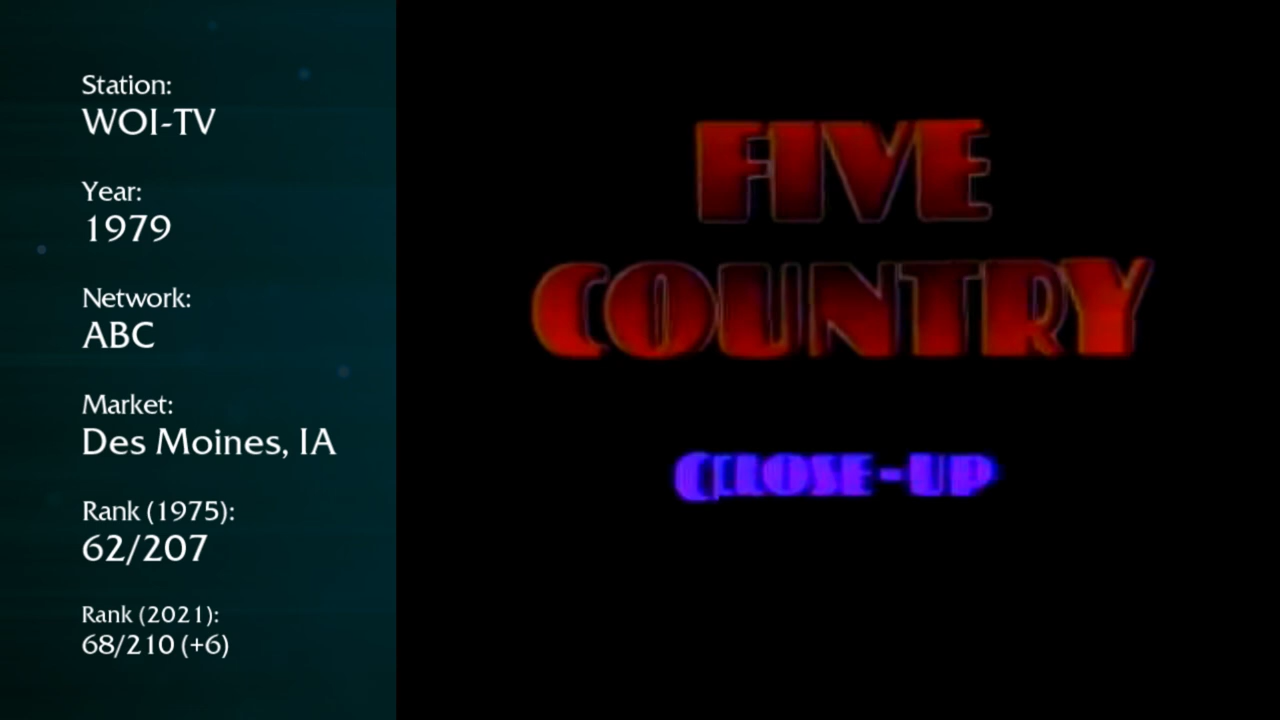 Station:
WOI-TV
Year:
1979
Network:
ABC
Market:
Des Moines, IA
Rank (1975):
62/207
Rank (2021):
68/210 (+6)
FIVE
COUNTRY
CLOSE-UP